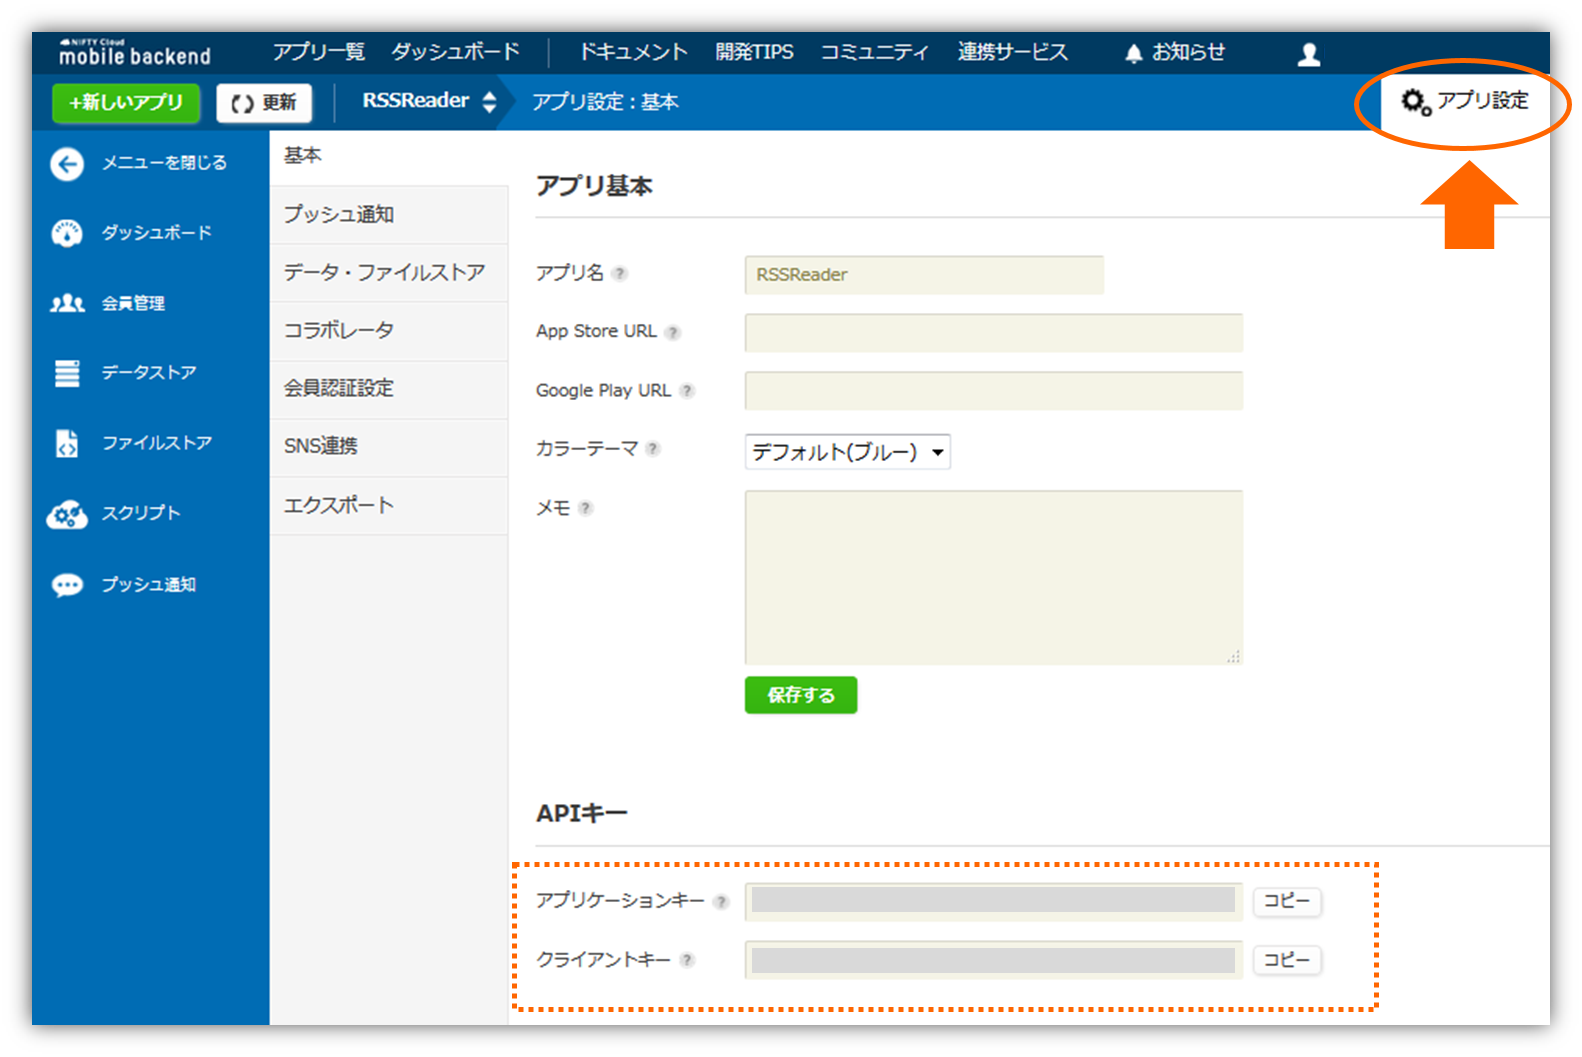 NIFTY Cloud
mobile backend
アプリ一覧 ダッシュボード ドキュメント 開発TIPS コミュニティ 連携サービス お知らせ
+新しいアプリ 更新 RSSReader アプリ設定：基本 アプリ設定
メニューを閉じる
ダッシュボード
会員管理
データストア
ファイルストア
スクリプト
プッシュ通知
基本
プッシュ通知
データ・ファイルストア
コラボレータ
会員認証設定
SNS連携
エクスポート
アプリ基本
アプリ名 ? RSSReader
App Store URL ?
Google Play URL ?
カラーテーマ ? デフォルト(ブルー)
メモ ?
保存する
APIキー
アプリケーションキー ? コピー
クライアントキー ? コピー